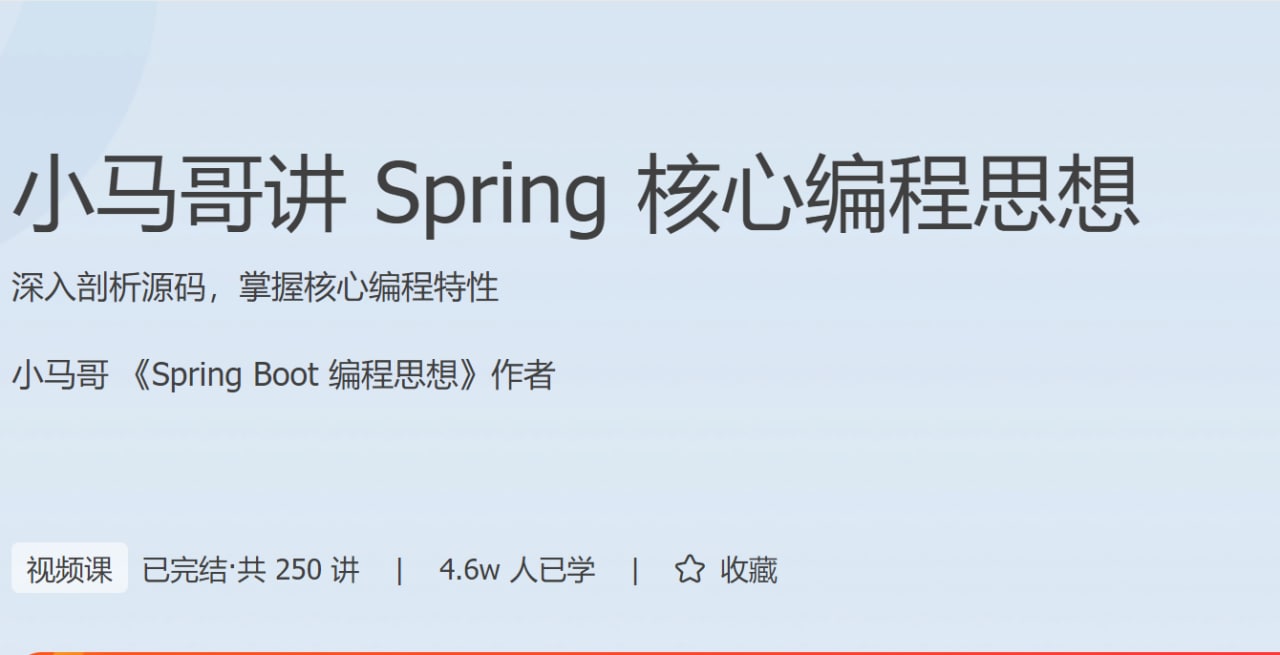 小马哥讲 Spring 核心编程思想
深入剖析源码，掌握核心编程特性
小马哥 《Spring Boot 编程思想》作者
视频课 已完结·共 250 讲 | 4.6w 人已学 | 收藏